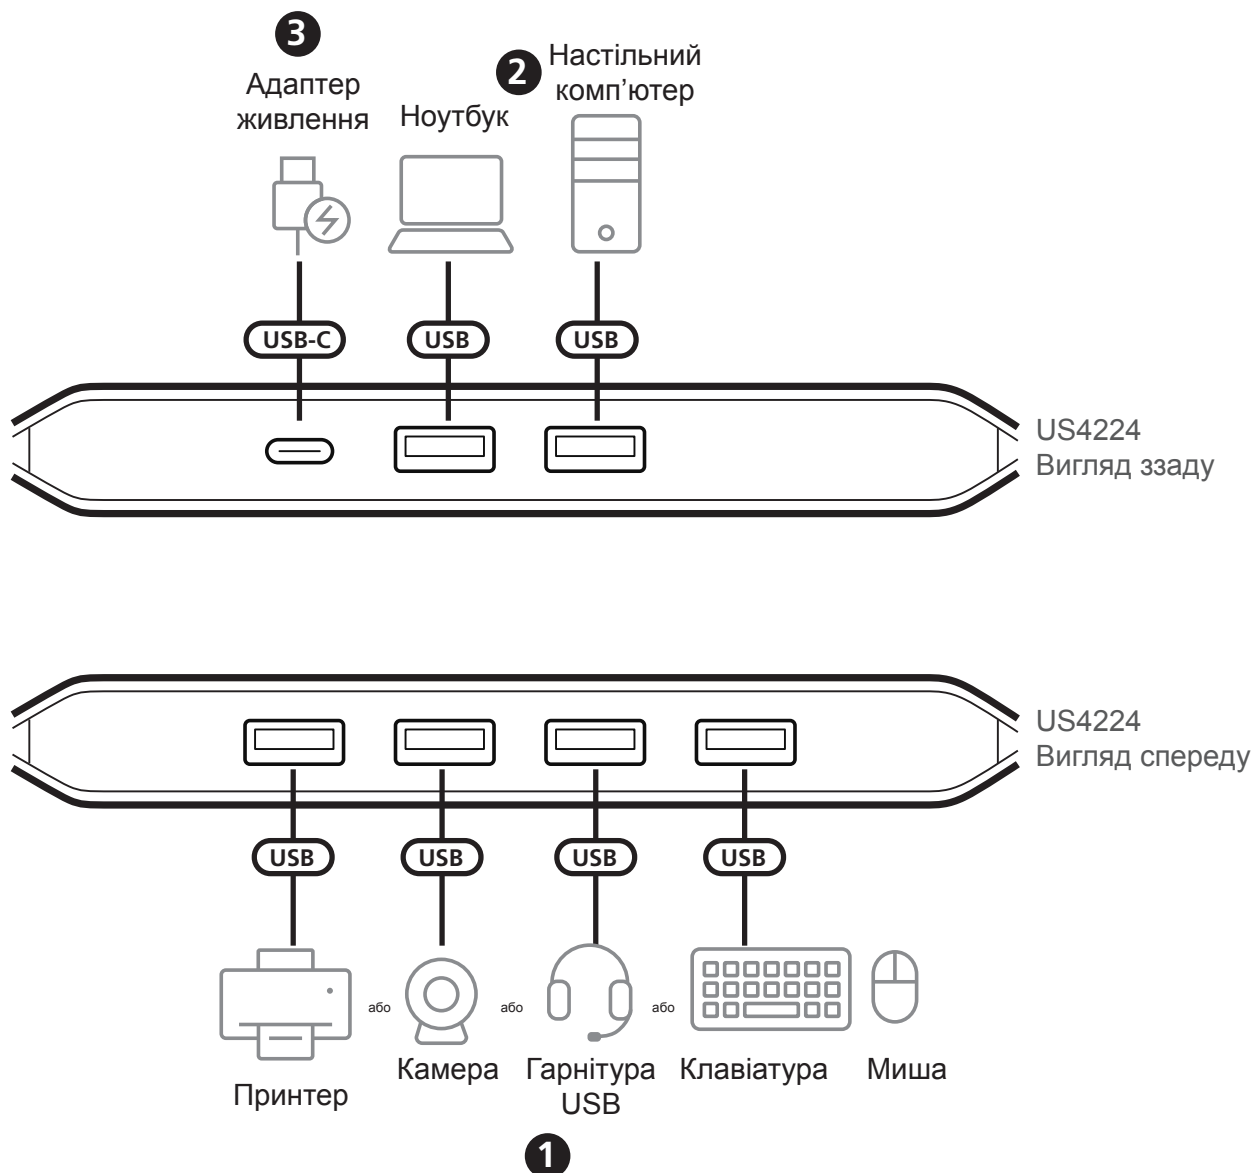 3
Адаптер
живлення
Ноутбук
2
Настільний
комп’ютер
USB-C
USB
USB
US4224
Вигляд ззаду
US4224
Вигляд спереду
USB
USB
USB
USB
або
або
або
Принтер
Камера
Гарнітура
USB
Клавіатура
Миша
1